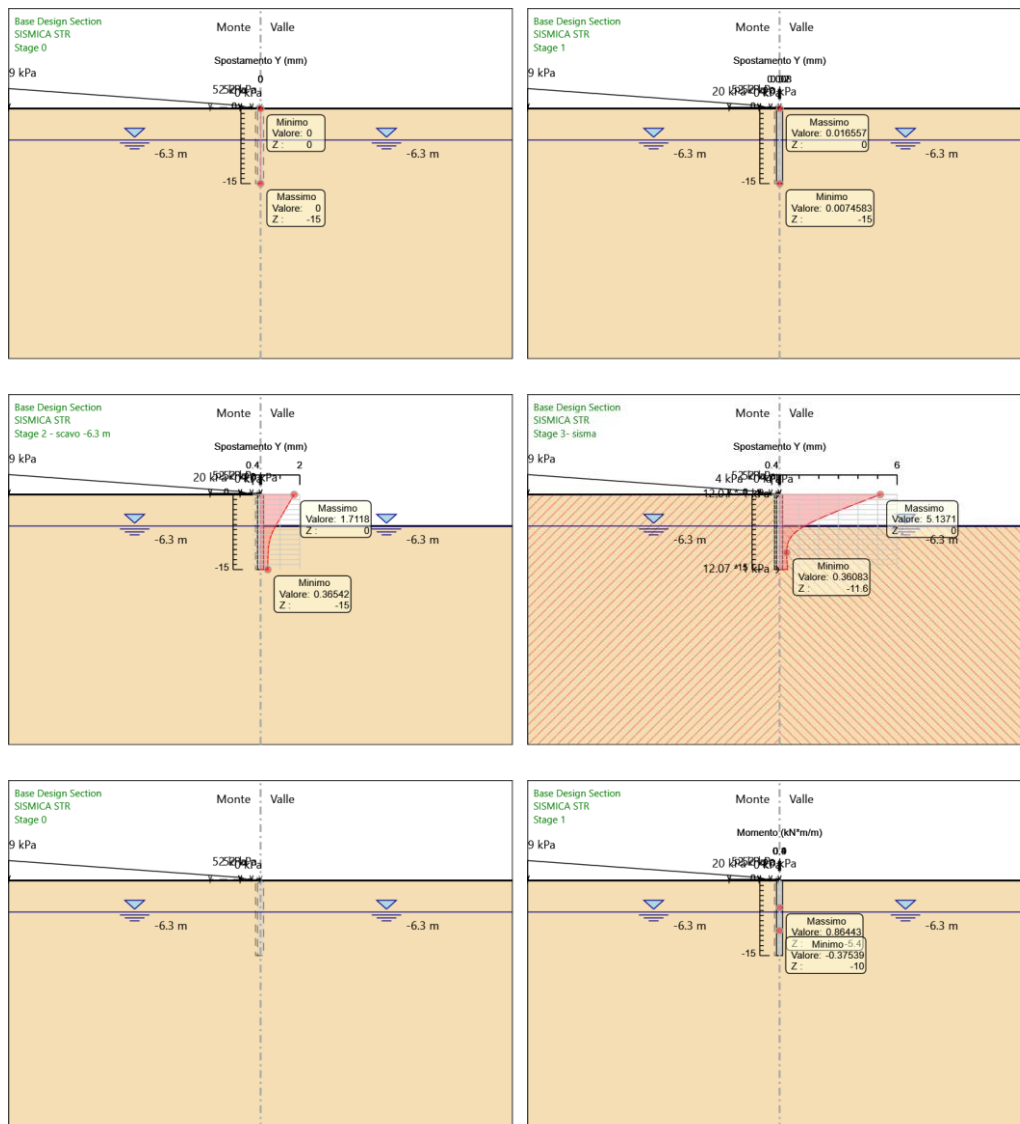 Base Design Section
SISMICA STR
Stage 0
Monte
Valle
Spostamento Y (mm)
0
9 kPa
-6.3 m
-6.3 m
-15
Minimo
Valore: 0
Z : 0
Massimo
Valore: 0
Z : -15
Base Design Section
SISMICA STR
Stage 1
Monte
Valle
Spostamento Y (mm)
20 kPa
-6.3 m
-6.3 m
-15
Massimo
Valore: 0.016557
Z : 0
Minimo
Valore: 0.0074583
Z : -15
Base Design Section
SISMICA STR
Stage 2 - scavo -6.3 m
Monte
Valle
Spostamento Y (mm)
0.4
2
9 kPa
20 kPa
-6.3 m
-6.3 m
-15
Massimo
Valore: 1.7118
Z : 0
Minimo
Valore: 0.36542
Z : -15
Base Design Section
SISMICA STR
Stage 3- sisma
Monte
Valle
Spostamento Y (mm)
0.4
6
4 kPa
-6.3 m
-6.3 m
Massimo
Valore: 5.1371
Z : 0
Minimo
Valore: 0.36083
Z : -11.6
Base Design Section
SISMICA STR
Stage 0
Monte
Valle
9 kPa
-6.3 m
-6.3 m
Base Design Section
SISMICA STR
Stage 1
Monte
Valle
Momento (kN*m/m)
20 kPa
-6.3 m
-6.3 m
-15
Massimo
Valore: 0.86443
Z : -5.4
Minimo
Valore: -0.37539
Z : -10